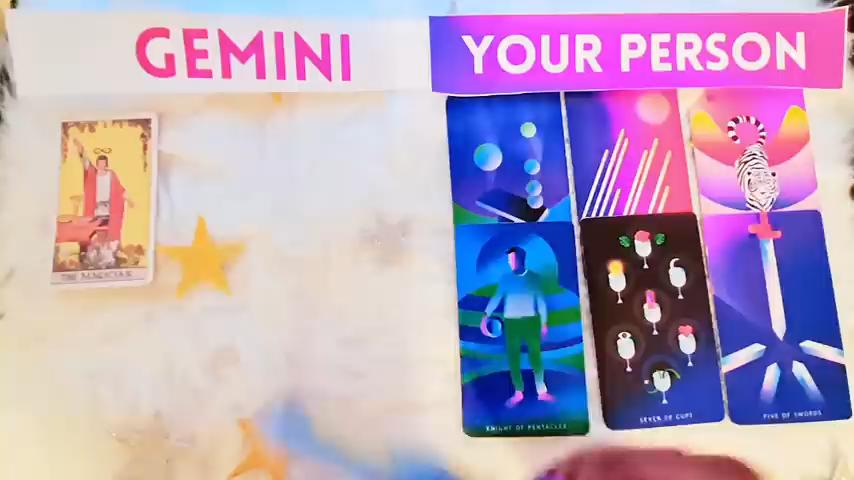 GEMINI
YOUR PERSON
THE MAGICIAN.
KNIGHT OF PENTACLES
SEVEN OF CUPS
FIVE OF SWORDS